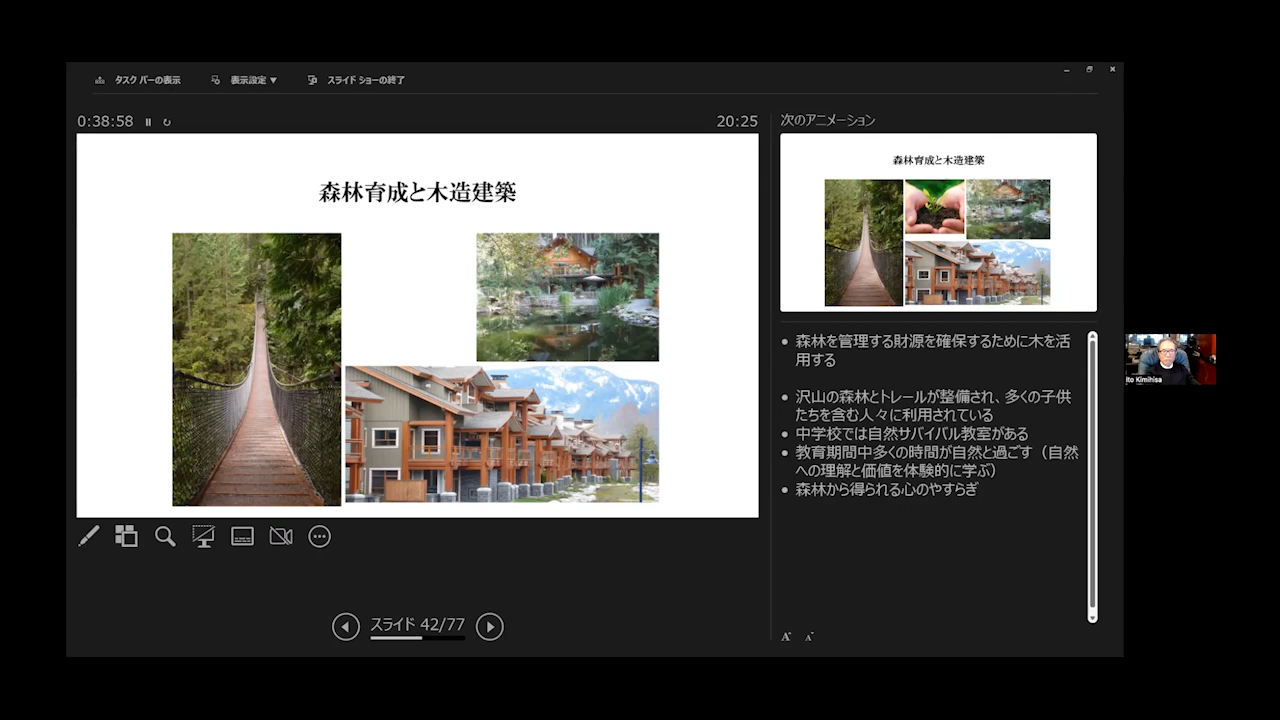 タスク バーの表示 表示設定 ▼ スライド ショーの終了
0:38:58 20:25
森林育成と木造建築
次のアニメーション
森林育成と木造建築
• 森林を管理する財源を確保するために木を活
用する
• 沢山の森林とトレールが整備され、多くの子供
たちを含む人々に利用されている
• 中学校では自然サバイバル教室がある
• 教育期間中多くの時間が自然と過ごす（自然
への理解と価値を体験的に学ぶ）
• 森林から得られる心のやすらぎ
Ito Kimihisa
スライド 42/77
A A